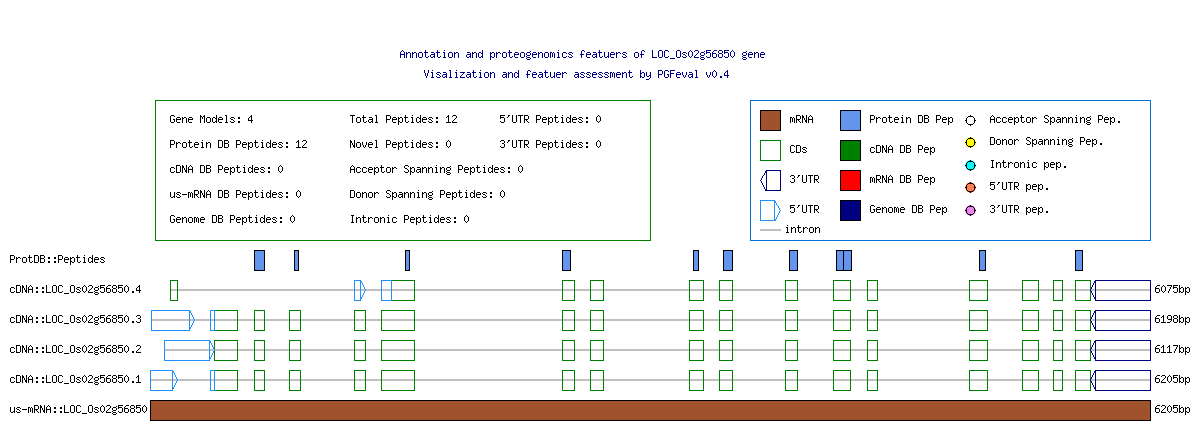 Annotation and proteogenomics featuers of LOC_Os02g56850 gene
Visalization and featuer assessment by PGFeval v0.4
Gene Models: 4 Total Peptides: 12 5'UTR Peptides: 0
Protein DB Peptides: 12 Novel Peptides: 0 3'UTR Peptides: 0
cDNA DB Peptides: 0 Acceptor Spanning Peptides: 0
us-mRNA DB Peptides: 0 Donor Spanning Peptides: 0
Genome DB Peptides: 0 Intronic Peptides: 0
mRNA Protein DB Pep Acceptor Spanning Pep.
CDs cDNA DB Pep Donor Spanning Pep.
3'UTR mRNA DB Pep Intronic pep.
5'UTR Genome DB Pep 5'UTR pep.
intron 3'UTR pep.
ProtDB::Peptides
cDNA::LOC_Os02g56850.4 6075bp
cDNA::LOC_Os02g56850.3 6198bp
cDNA::LOC_Os02g56850.2 6117bp
cDNA::LOC_Os02g56850.1 6205bp
us-mRNA::LOC_Os02g56850 6205bp